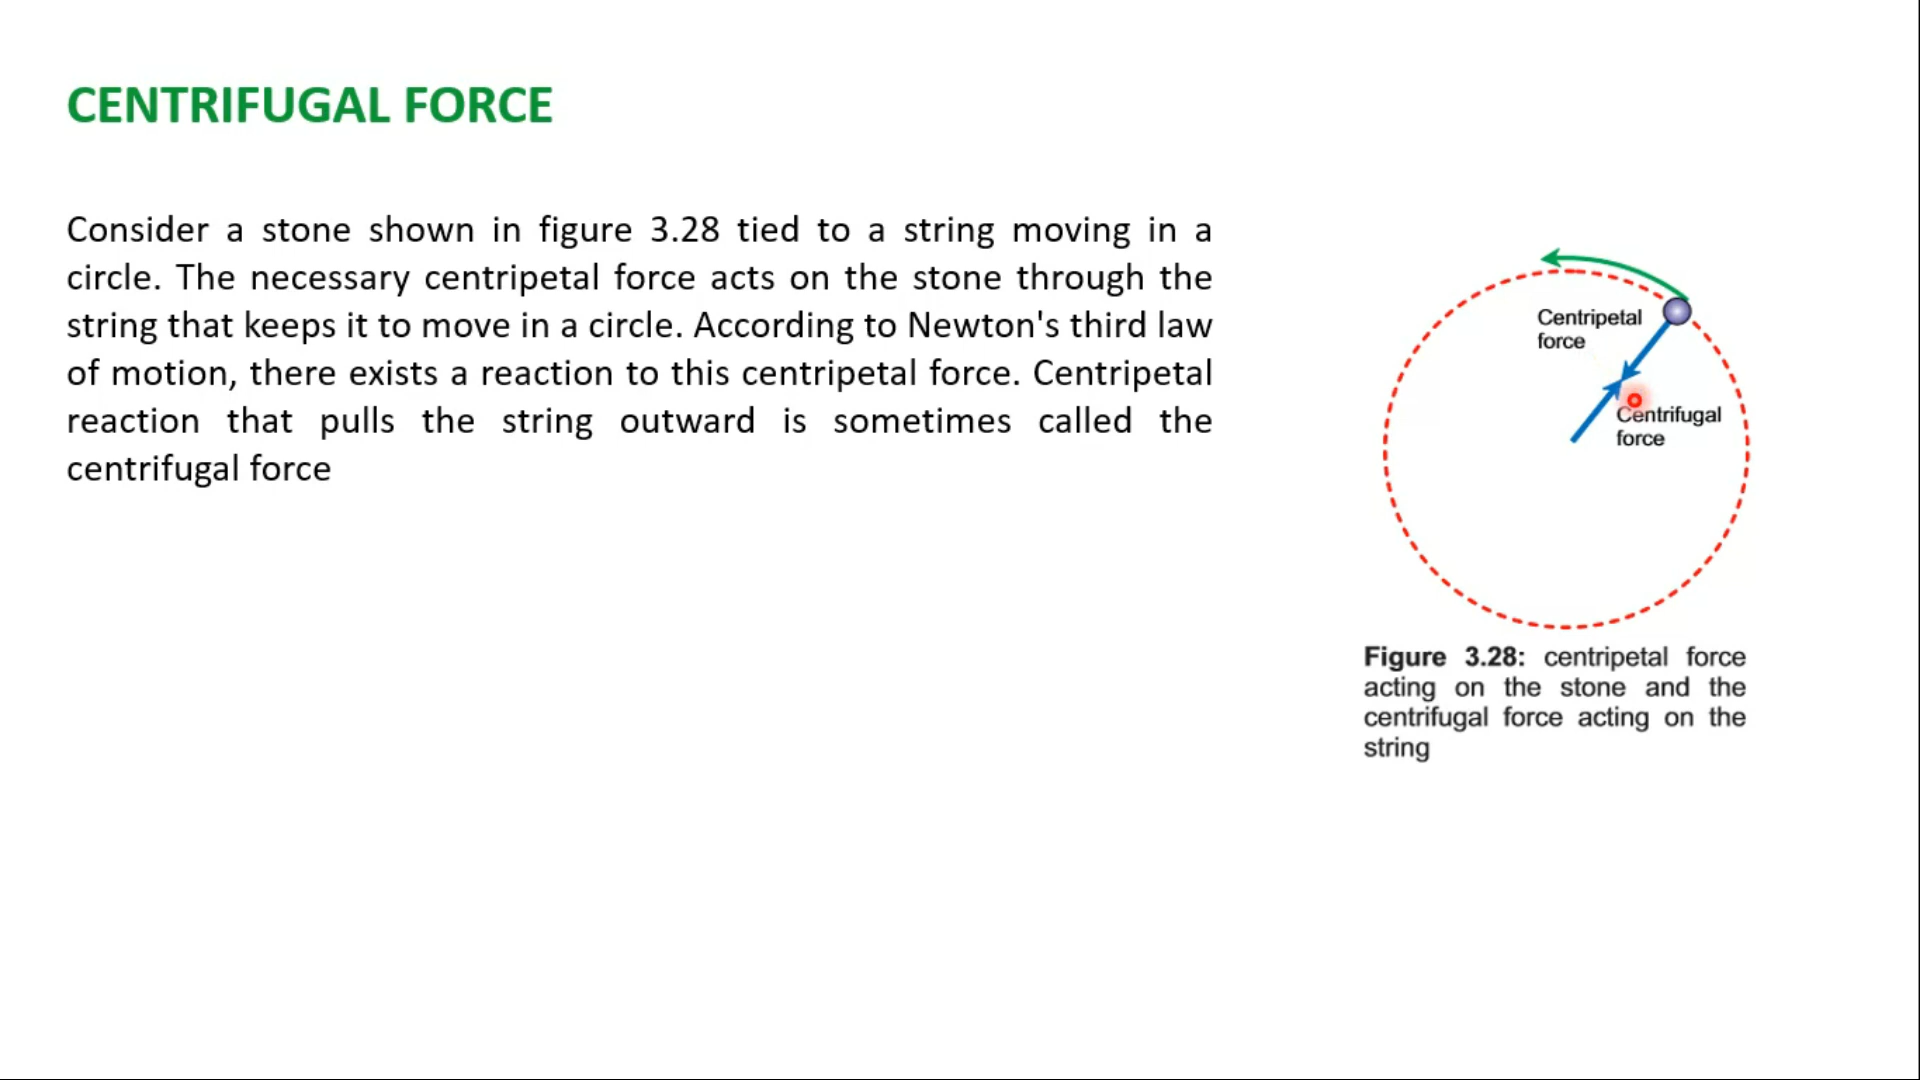 CENTRIFUGAL FORCE
Consider a stone shown in figure 3.28 tied to a string moving in a
circle. The necessary centripetal force acts on the stone through the
string that keeps it to move in a circle. According to Newton's third law
of motion, there exists a reaction to this centripetal force. Centripetal
reaction that pulls the string outward is sometimes called the
centrifugal force
Centripetal
force
Centrifugal
force
Figure 3.28: centripetal force
acting on the stone and the
centrifugal force acting on the
string